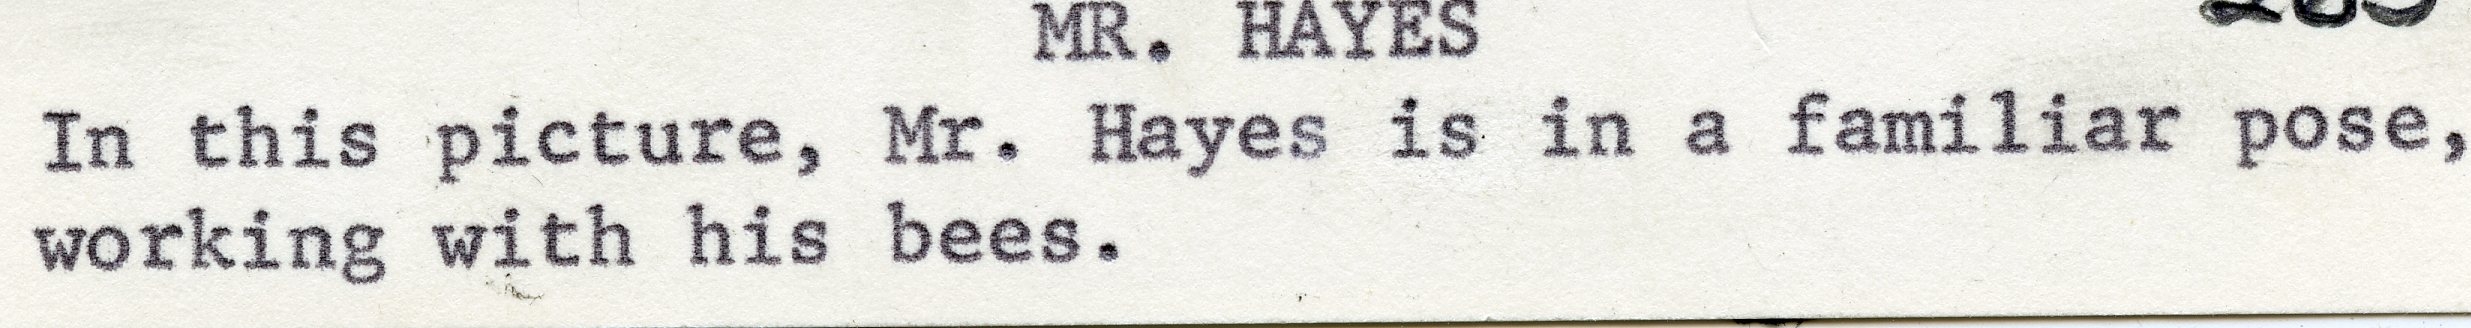 MR. HAYES
In this picture, Mr. Hayes is in a familiar pose,
working with his bees.